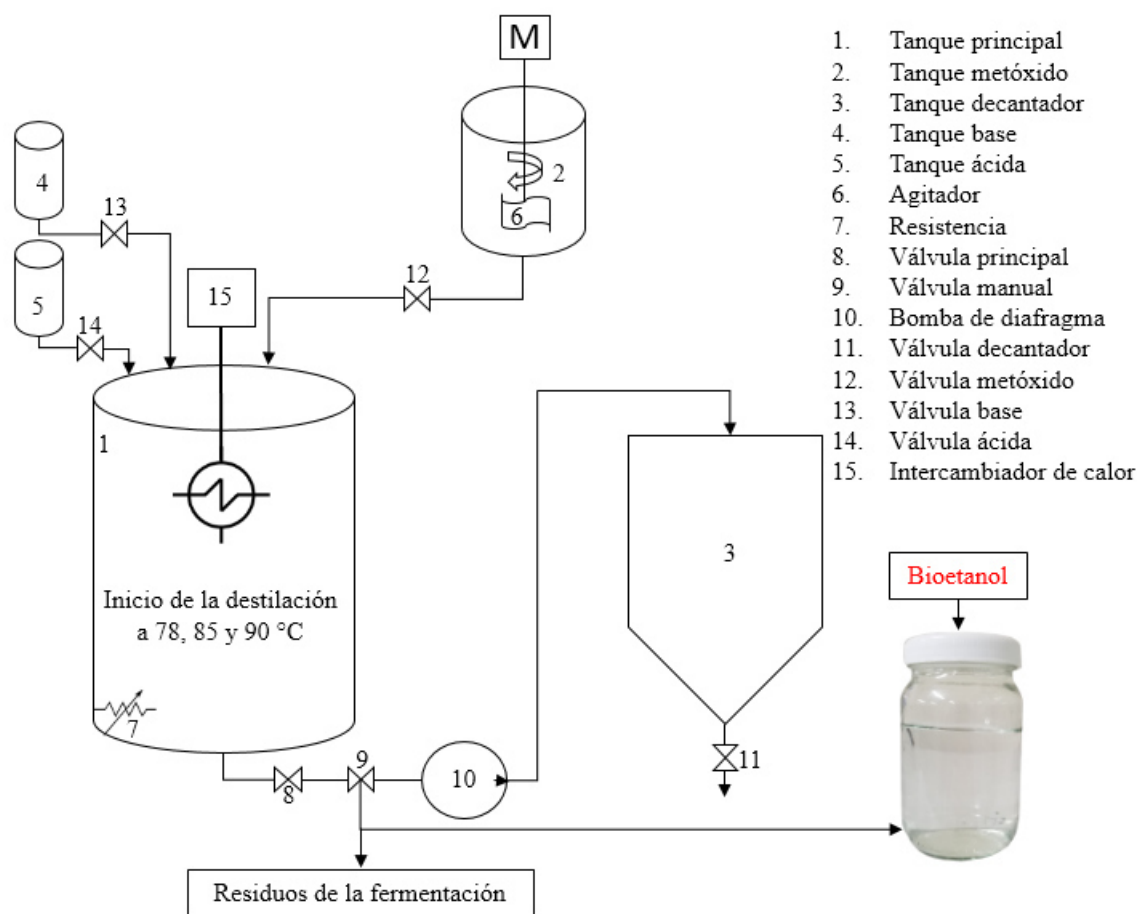 M
1. Tanque principal
2. Tanque metóxido
3. Tanque decantador
4. Tanque base
5. Tanque ácida
6. Agitador
7. Resistencia
8. Válvula principal
9. Válvula manual
10. Bomba de diafragma
11. Válvula decantador
12. Válvula metóxido
13. Válvula base
14. Válvula ácida
15. Intercambiador de calor
4
13
2
6
5
14
15
12
1
Inicio de la destilación
a 78, 85 y 90 °C
7
3
Bioetanol
8
9
10
11
Residuos de la fermentación